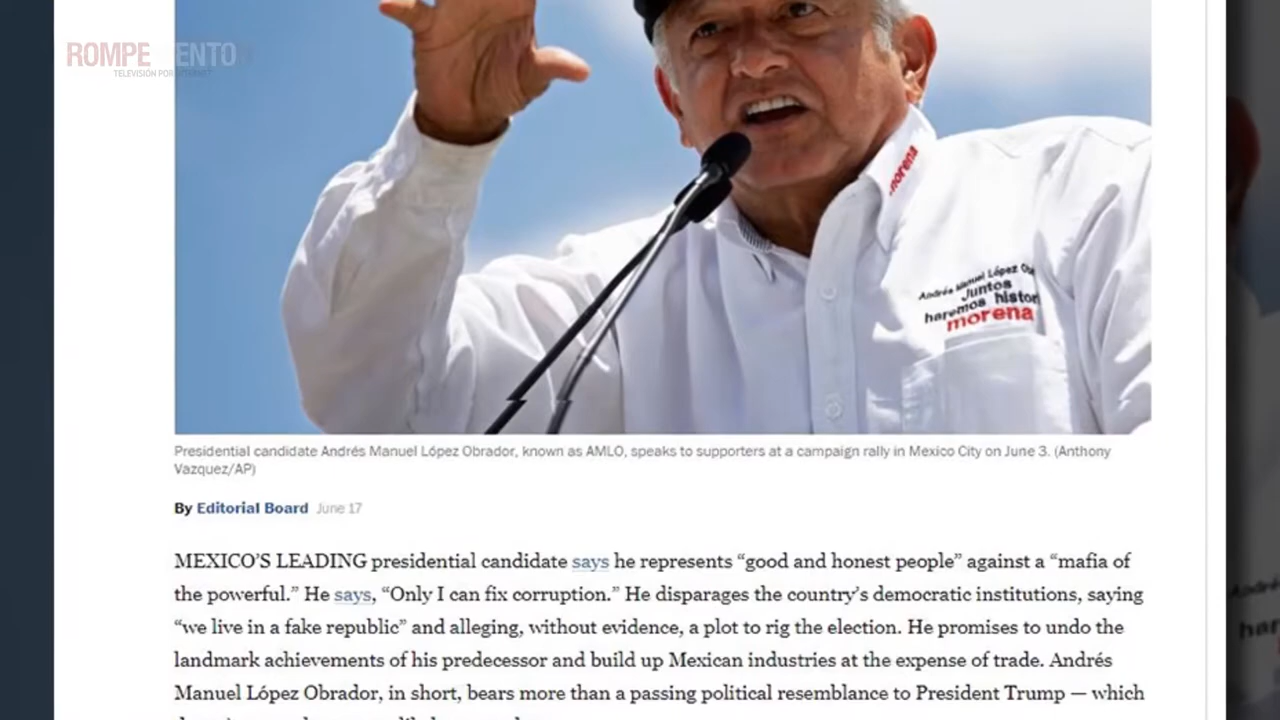 ROMPE ENTO
TELEVISIÓN POR INTERNET
morena
Andrés Manuel López
Juntos
haremos histor
morena
Presidential candidate Andrés Manuel López Obrador, known as AMLO, speaks to supporters at a campaign rally in Mexico City on June 3. (Anthony
Vazquez/AP)
By Editorial Board June 17
MEXICO’S LEADING presidential candidate says he represents “good and honest people” against a “mafia of
the powerful.” He says, “Only I can fix corruption.” He disparages the country’s democratic institutions, saying
“we live in a fake republic” and alleging, without evidence, a plot to rig the election. He promises to undo the
landmark achievements of his predecessor and build up Mexican industries at the expense of trade. Andrés
Manuel López Obrador, in short, bears more than a passing political resemblance to President Trump — which